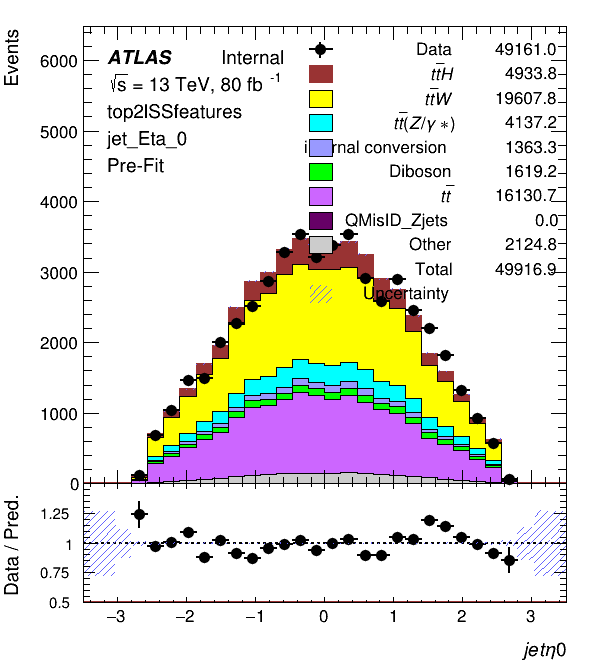 Events
ATLAS Internal
√s = 13 TeV, 80 fb⁻¹
top2lSSfeatures
jet_Eta_0
Pre-Fit
Data 49161.0
tt̅H 4933.8
tt̅W 19607.8
tt̅(Z/γ*) 4137.2
conversion 1363.3
Diboson 1619.2
tt̅ 16130.7
QMisID_Zjets 0.0
Other 2124.8
Total 49916.9
Uncertainty
6000
5000
4000
3000
2000
1000
0
Data / Pred.
1.25
1
0.75
0.5
−3 −2 −1 0 1 2 3
jetη0